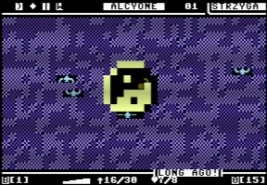 ALCYONE 01 STRZYGA
LONG AGO
B[1] ↑16/30 ♥7/8 B[15]